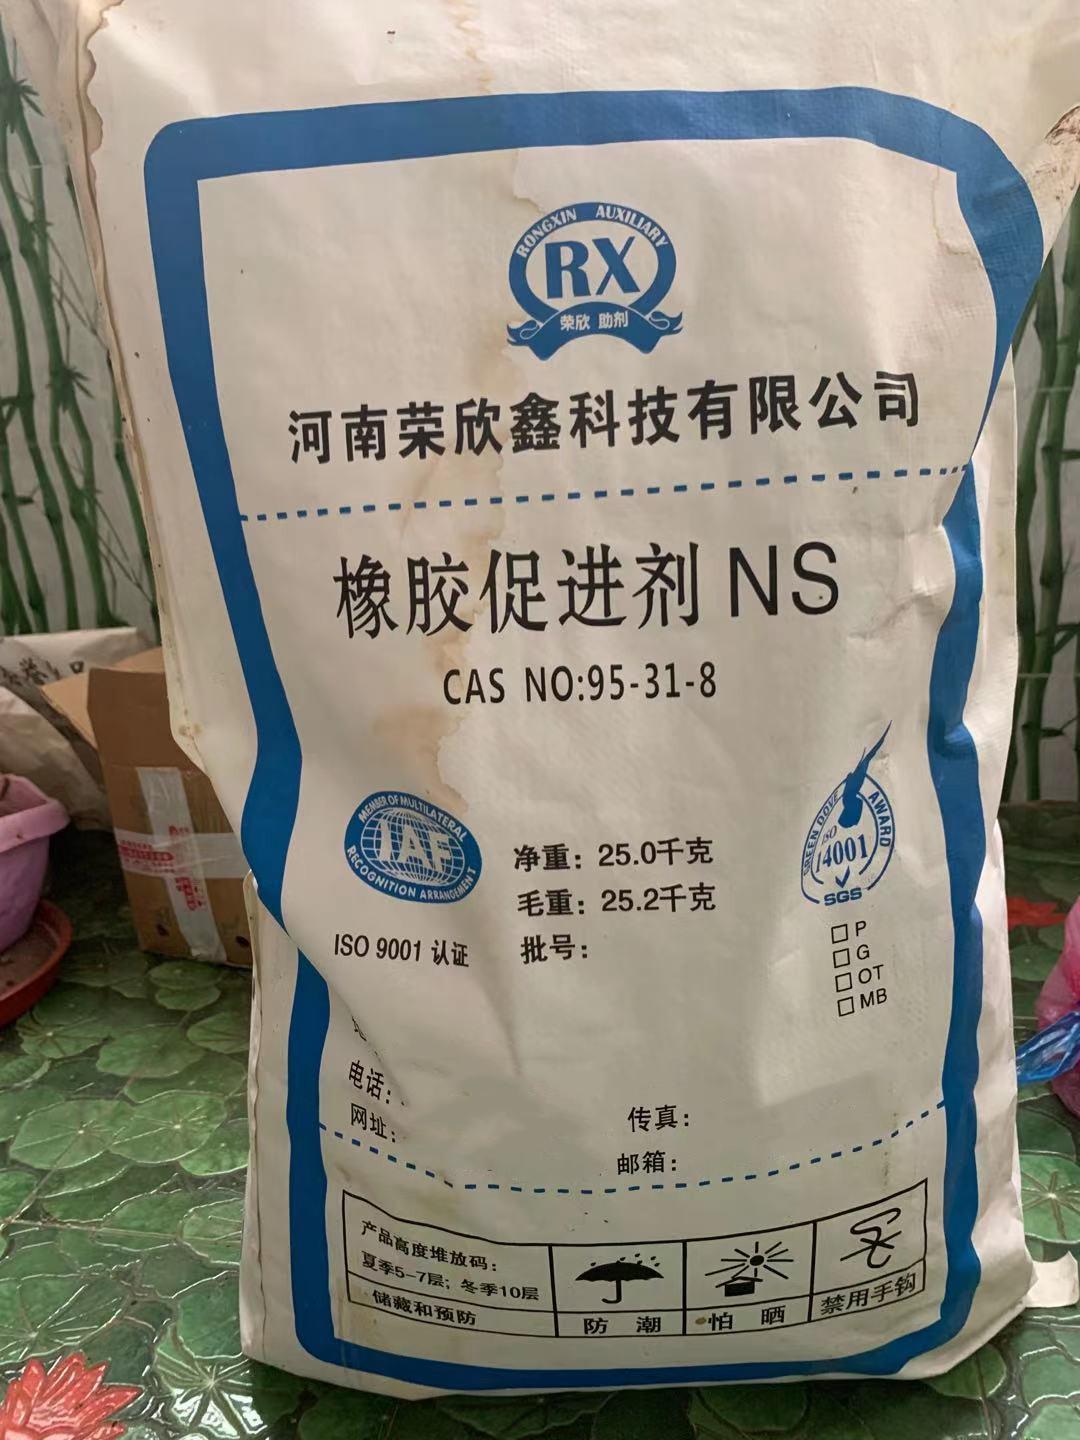 RONGXIN AUXILIARY
RX
荣欣 助剂
河南荣欣鑫科技有限公司
橡胶促进剂 NS
CAS NO:95-31-8
MEMBER OF MULTILATERAL
IAF
RECOGNITION ARRANGEMENT
ISO 9001 认证
净重：25.0千克
毛重：25.2千克
批号：
GREEN DOVE AWARD
ISO
14001
SGS
P
G
OT
MB
电话：
传真：
网址：
邮箱：
产品高度堆放码：
夏季5-7层；冬季10层
储藏和预防
防 潮
怕 晒
禁用手钩